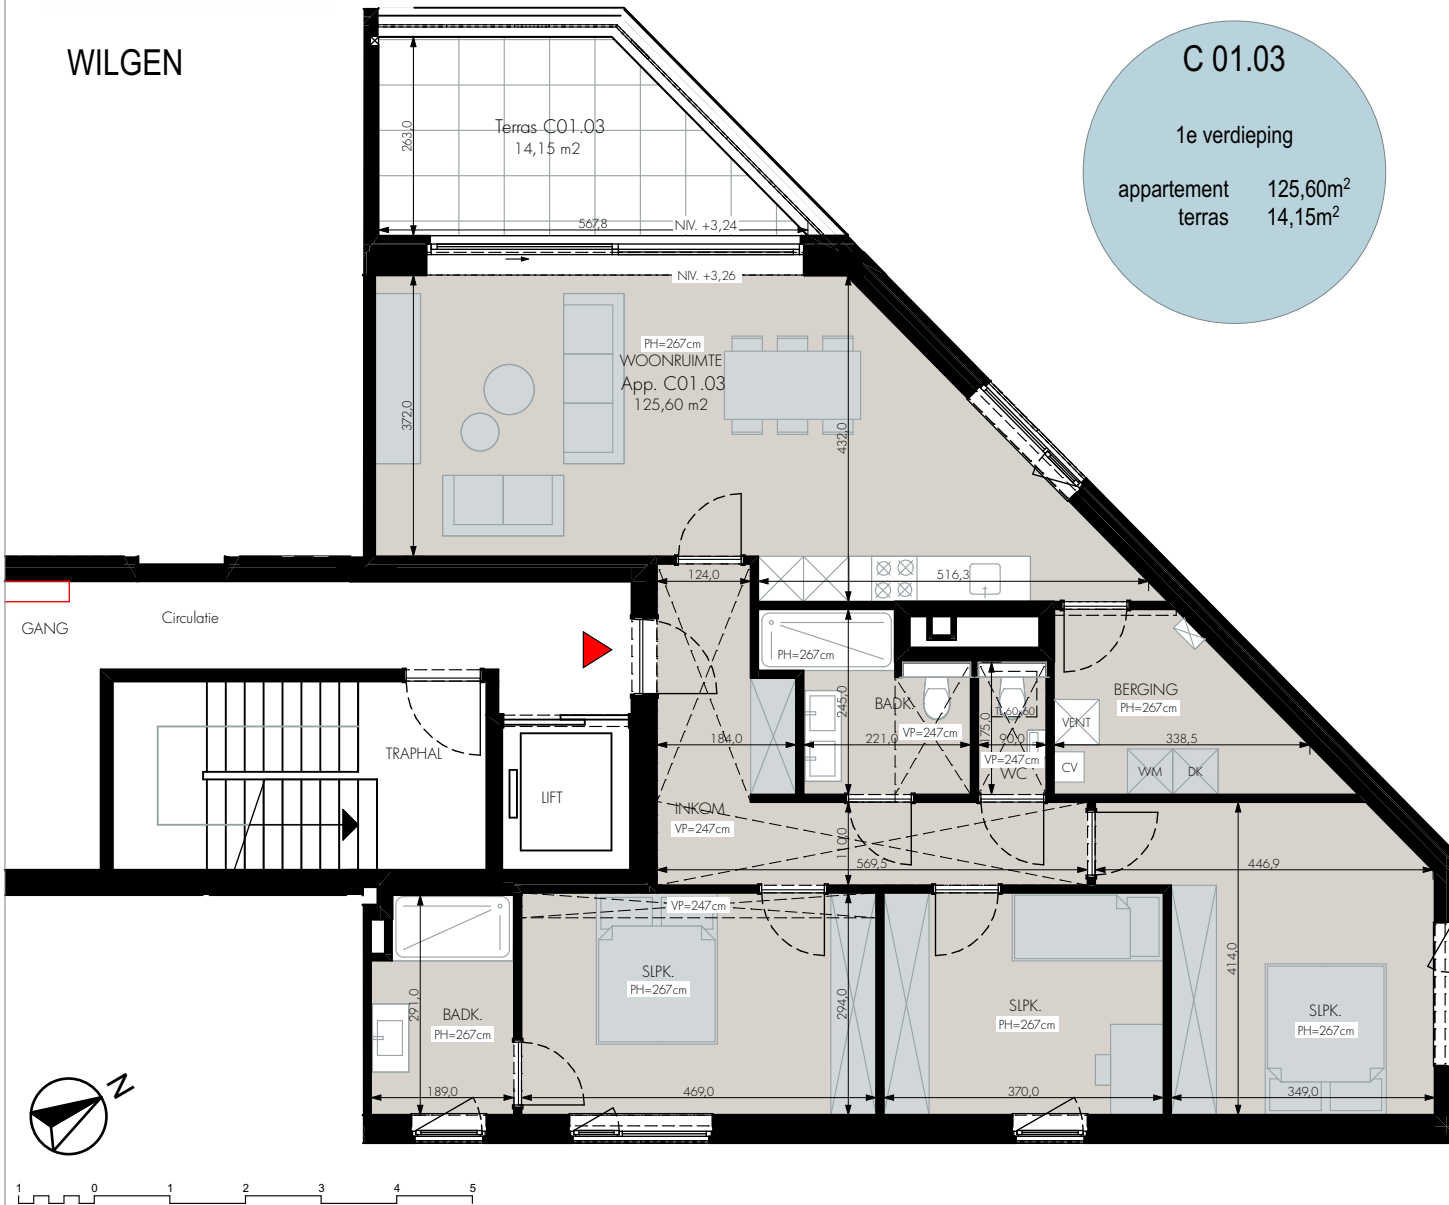 WILGEN
C 01.03
1e verdieping
appartement 125,60m²
terras 14,15m²
Terras C01.03
14,15 m2
263,0
567,8
NIV. +3,24
NIV. +3,26
PH=267cm
WOONRUIMTE
App. C01.03
125,60 m2
372,0
432,0
124,0
516,3
GANG
Circulatie
PH=267cm
BADK.
VP=247cm
245,0
221,0
184,0
TL 60-60
175,0
90,0
VP=247cm
WC
BERGING
PH=267cm
VENT
338,5
CV
WM
DK
TRAPHAL
LIFT
INKOM
VP=247cm
110,0
569,5
446,9
VP=247cm
SLPK.
PH=267cm
294,0
469,0
BADK.
PH=267cm
291,0
189,0
SLPK.
PH=267cm
370,0
414,0
SLPK.
PH=267cm
349,0
N
1 0 1 2 3 4 5